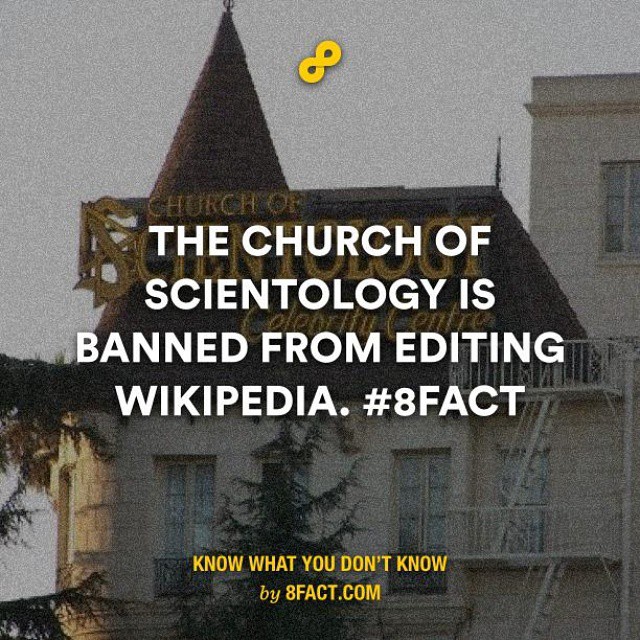 CHURCH OF
SCIENTOLOGY
Celebrity Centre
THE CHURCH OF
SCIENTOLOGY IS
BANNED FROM EDITING
WIKIPEDIA. #8FACT
KNOW WHAT YOU DON'T KNOW
by 8FACT.COM